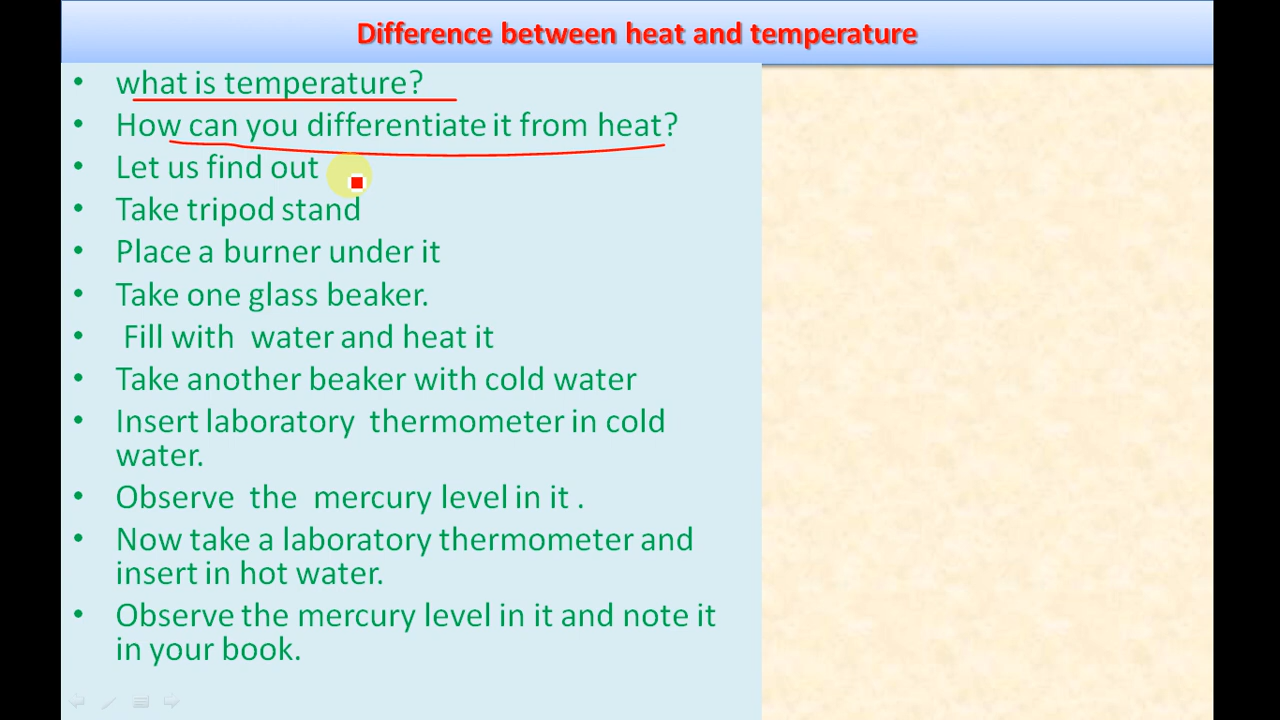 Difference between heat and temperature
• what is temperature?
• How can you differentiate it from heat?
• Let us find out
• Take tripod stand
• Place a burner under it
• Take one glass beaker.
• Fill with water and heat it
• Take another beaker with cold water
• Insert laboratory thermometer in cold
water.
• Observe the mercury level in it .
• Now take a laboratory thermometer and
insert in hot water.
• Observe the mercury level in it and note it
in your book.